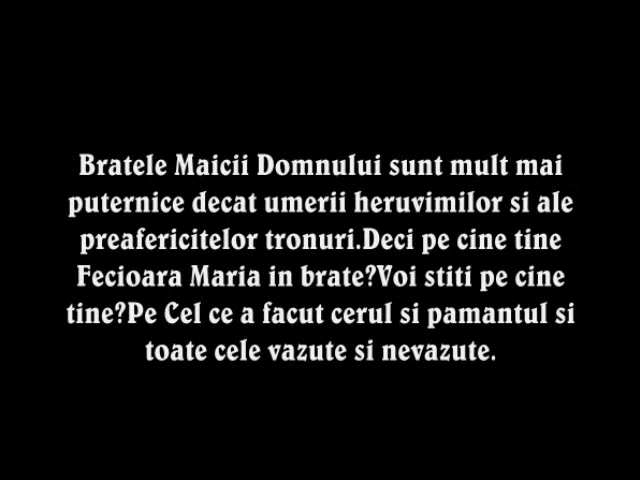 Bratele Maicii Domnului sunt mult mai
puternice decat umerii heruvimilor si ale
preafericitelor tronuri.Deci pe cine tine
Fecioara Maria in brate?Voi stiti pe cine
tine?Pe Cel ce a facut cerul si pamantul si
toate cele vazute si nevazute.